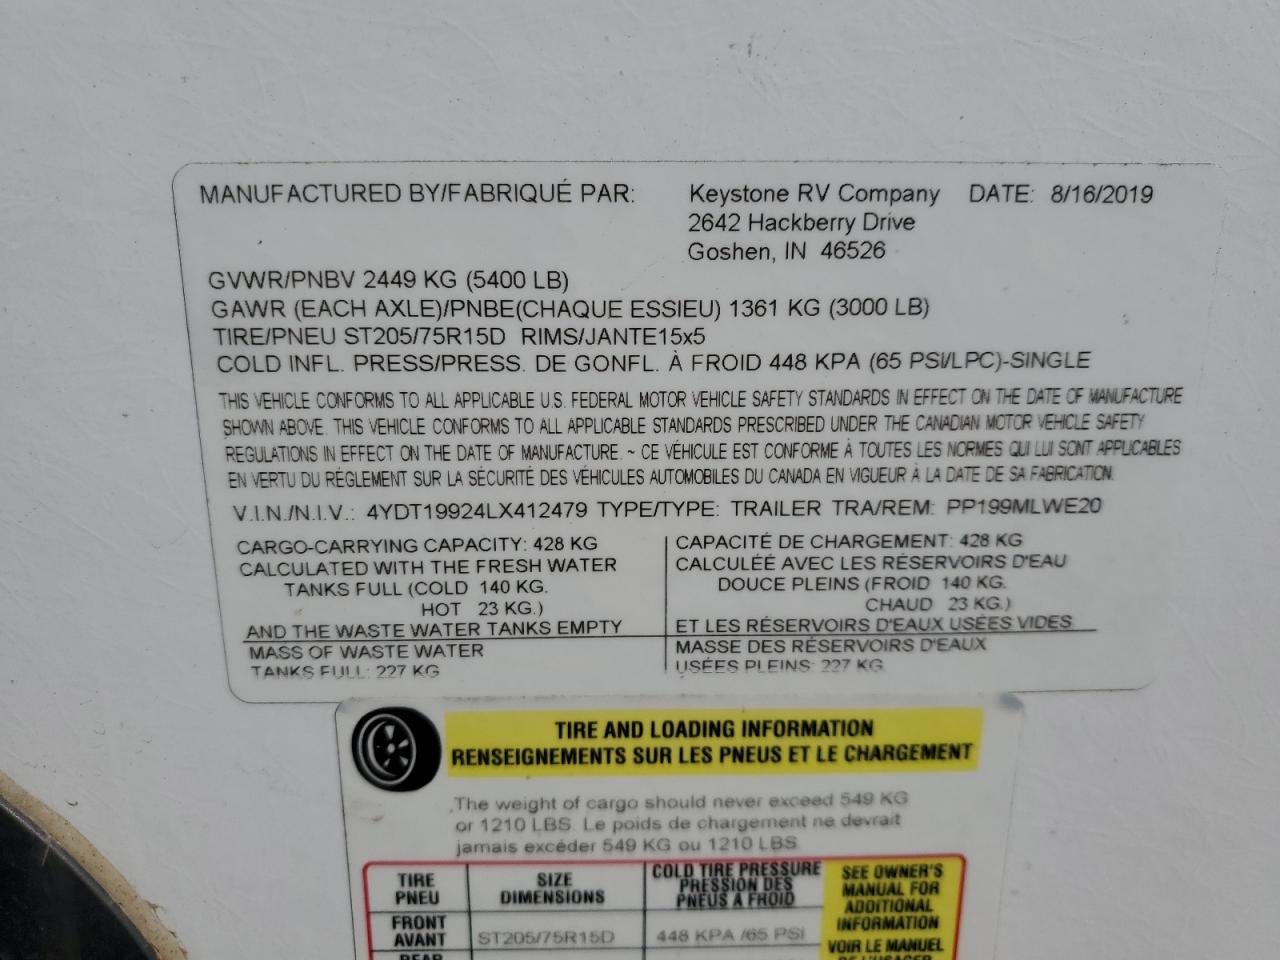 MANUFACTURED BY/FABRIQUÉ PAR: Keystone RV Company DATE: 8/16/2019
2642 Hackberry Drive
Goshen, IN 46526
GVWR/PNBV 2449 KG (5400 LB)
GAWR (EACH AXLE)/PNBE(CHAQUE ESSIEU) 1361 KG (3000 LB)
TIRE/PNEU ST205/75R15D RIMS/JANTE15x5
COLD INFL. PRESS/PRESS. DE GONFL. À FROID 448 KPA (65 PSI/LPC)-SINGLE
THIS VEHICLE CONFORMS TO ALL APPLICABLE U.S. FEDERAL MOTOR VEHICLE SAFETY STANDARDS IN EFFECT ON THE DATE OF MANUFACTURE
SHOWN ABOVE. THIS VEHICLE CONFORMS TO ALL APPLICABLE STANDARDS PRESCRIBED UNDER THE CANADIAN MOTOR VEHICLE SAFETY
REGULATIONS IN EFFECT ON THE DATE OF MANUFACTURE. ~ CE VÉHICULE EST CONFORME À TOUTES LES NORMES QUI LUI SONT APPLICABLES
EN VERTU DU RÉGLEMENT SUR LA SÉCURITÉ DES VÉHICULES AUTOMOBILES DU CANADA EN VIGUEUR À LA DATE DE SA FABRICATION.
V.I.N./N.I.V.: 4YDT19924LX412479 TYPE/TYPE: TRAILER TRA/REM: PP199MLWE20
CARGO-CARRYING CAPACITY: 428 KG
CALCULATED WITH THE FRESH WATER
TANKS FULL (COLD 140 KG.
HOT 23 KG.)
AND THE WASTE WATER TANKS EMPTY
MASS OF WASTE WATER
TANKS FULL: 227 KG
CAPACITÉ DE CHARGEMENT: 428 KG
CALCULÉE AVEC LES RÉSERVOIRS D'EAU
DOUCE PLEINS (FROID 140 KG.
CHAUD 23 KG.)
ET LES RÉSERVOIRS D'EAUX USÉES VIDES
MASSE DES RÉSERVOIRS D'EAUX
USÉES PLEINS: 227 KG
TIRE AND LOADING INFORMATION
RENSEIGNEMENTS SUR LES PNEUS ET LE CHARGEMENT
The weight of cargo should never exceed 549 KG
or 1210 LBS. Le poids de chargement ne devrait
jamais excéder 549 KG ou 1210 LBS.
TIRE
PNEU
SIZE
DIMENSIONS
COLD TIRE PRESSURE
PRESSION DES
PNEUS A FROID
SEE OWNER'S
MANUAL FOR
ADDITIONAL
INFORMATION
VOIR LE MANUEL
DE L'USAGER
FRONT
AVANT
ST205/75R15D
448 KPA /65 PSI
REAR